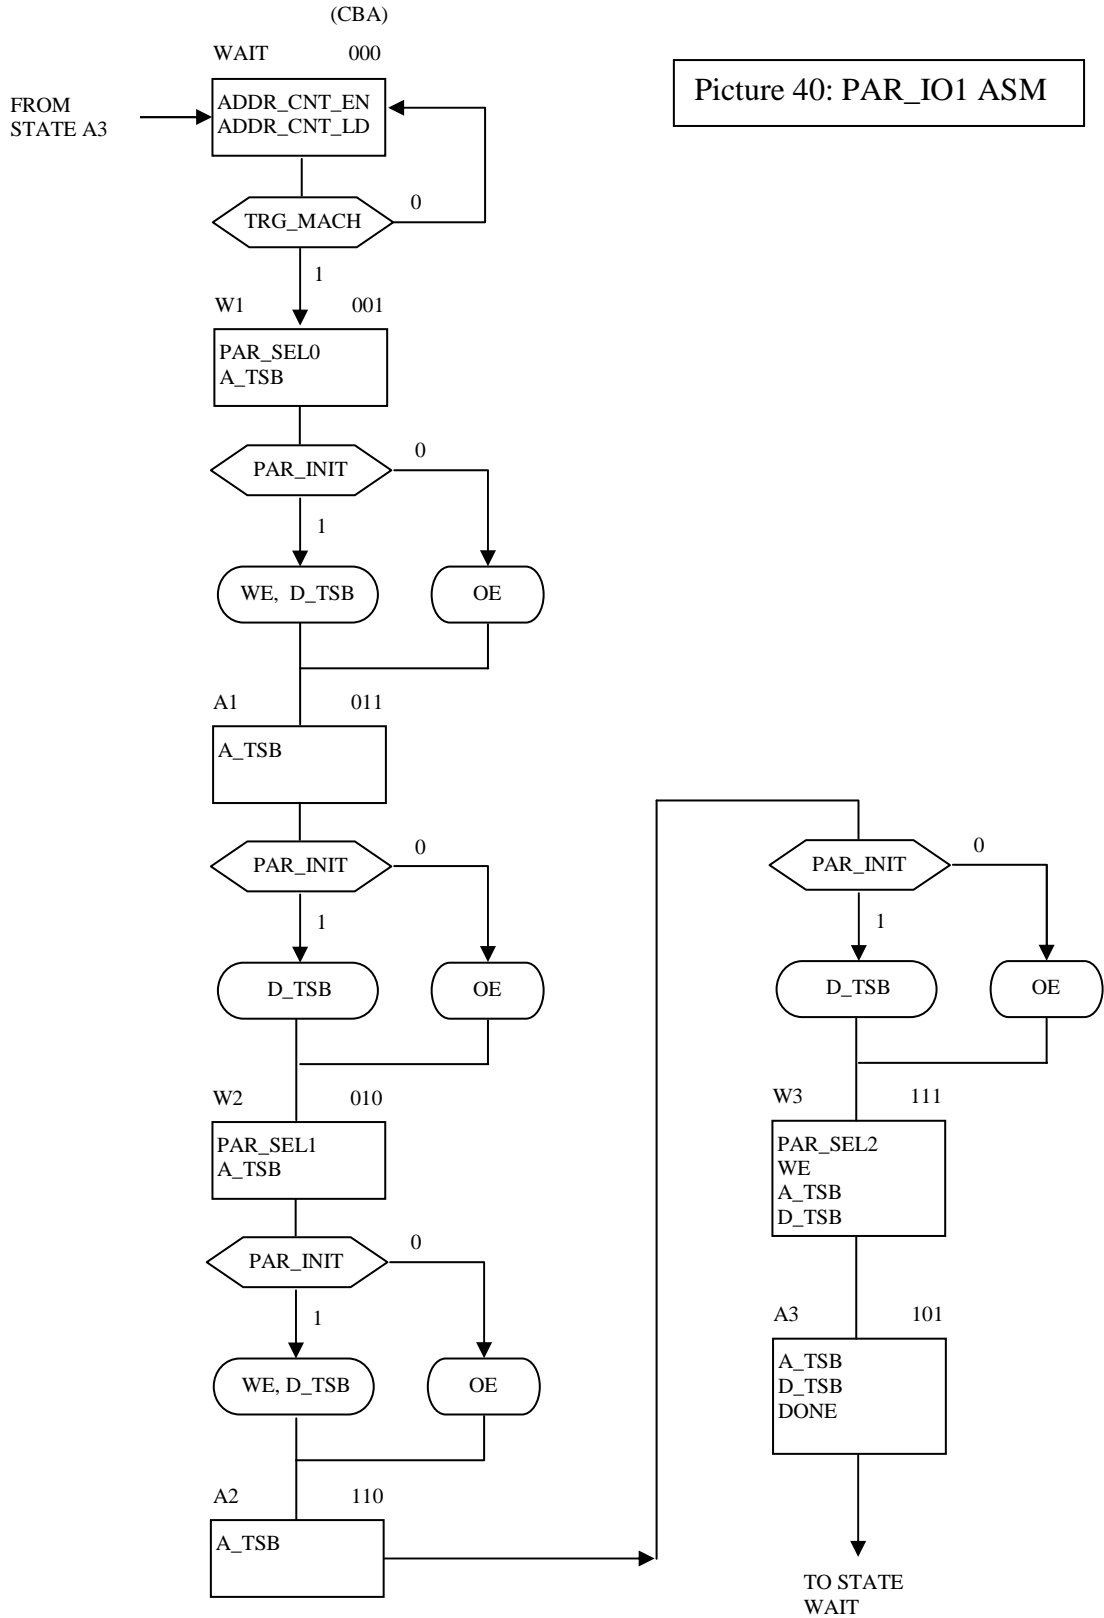 (CBA)
WAIT 000
Picture 40: PAR_IO1 ASM
FROM
STATE A3
ADDR_CNT_EN
ADDR_CNT_LD
TRG_MACH
0
1
W1 001
PAR_SEL0
A_TSB
PAR_INIT
0
1
WE, D_TSB
OE
A1 011
A_TSB
PAR_INIT
0
1
D_TSB
OE
W2 010
PAR_SEL1
A_TSB
PAR_INIT
0
1
WE, D_TSB
OE
A2 110
A_TSB
PAR_INIT
0
1
D_TSB
OE
W3 111
PAR_SEL2
WE
A_TSB
D_TSB
A3 101
A_TSB
D_TSB
DONE
TO STATE
WAIT